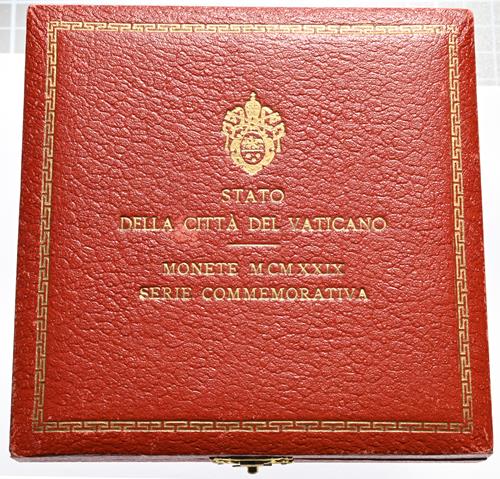 STATO
DELLA CITTÀ DEL VATICANO
MONETE MCMXXIX
SERIE COMMEMORATIVA